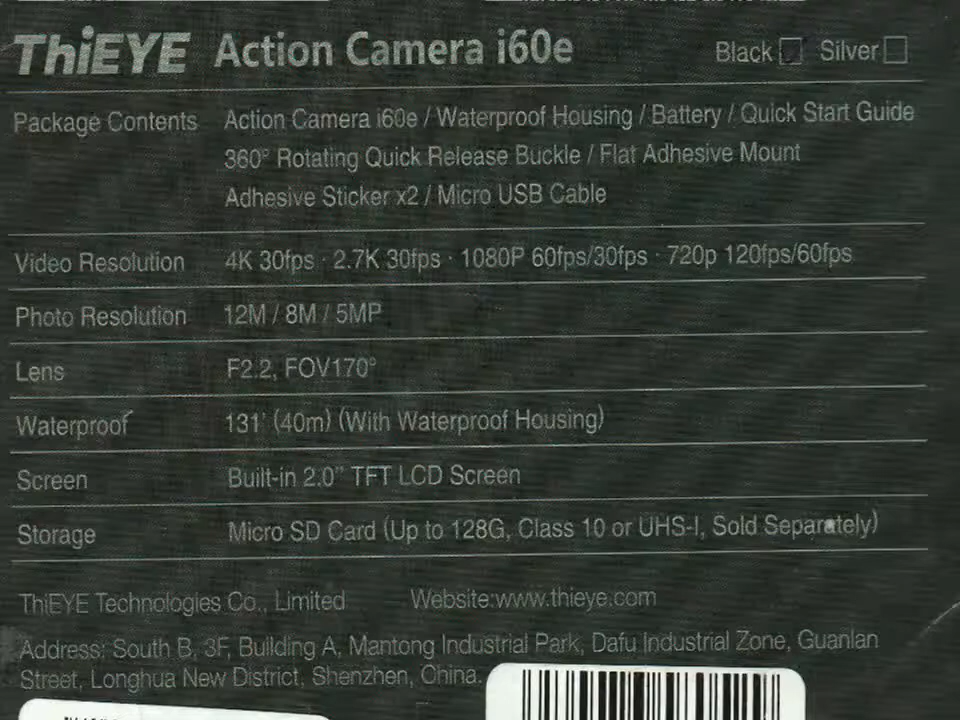 ThiEYE Action Camera i60e Black Silver
Package Contents Action Camera i60e / Waterproof Housing / Battery / Quick Start Guide
360° Rotating Quick Release Buckle / Flat Adhesive Mount
Adhesive Sticker x2 / Micro USB Cable
Video Resolution 4K 30fps · 2.7K 30fps · 1080P 60fps/30fps · 720p 120fps/60fps
Photo Resolution 12M / 8M / 5MP
Lens F2.2, FOV170°
Waterproof 131' (40m) (With Waterproof Housing)
Screen Built-in 2.0" TFT LCD Screen
Storage Micro SD Card (Up to 128G, Class 10 or UHS-I, Sold Separately)
ThiEYE Technologies Co., Limited Website:www.thieye.com
Address: South B, 3F, Building A, Mantong Industrial Park, Dafu Industrial Zone, Guanlan
Street, Longhua New District, Shenzhen, China.